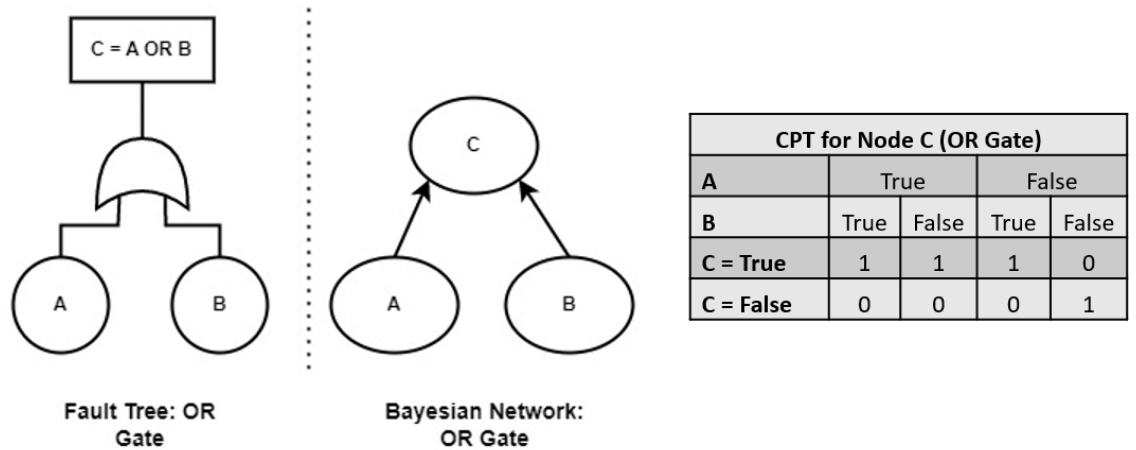 C = A OR B
A
B
Fault Tree: OR
Gate
C
A
B
Bayesian Network:
OR Gate
CPT for Node C (OR Gate)
A True False
B True False True False
C = True 1 1 1 0
C = False 0 0 0 1